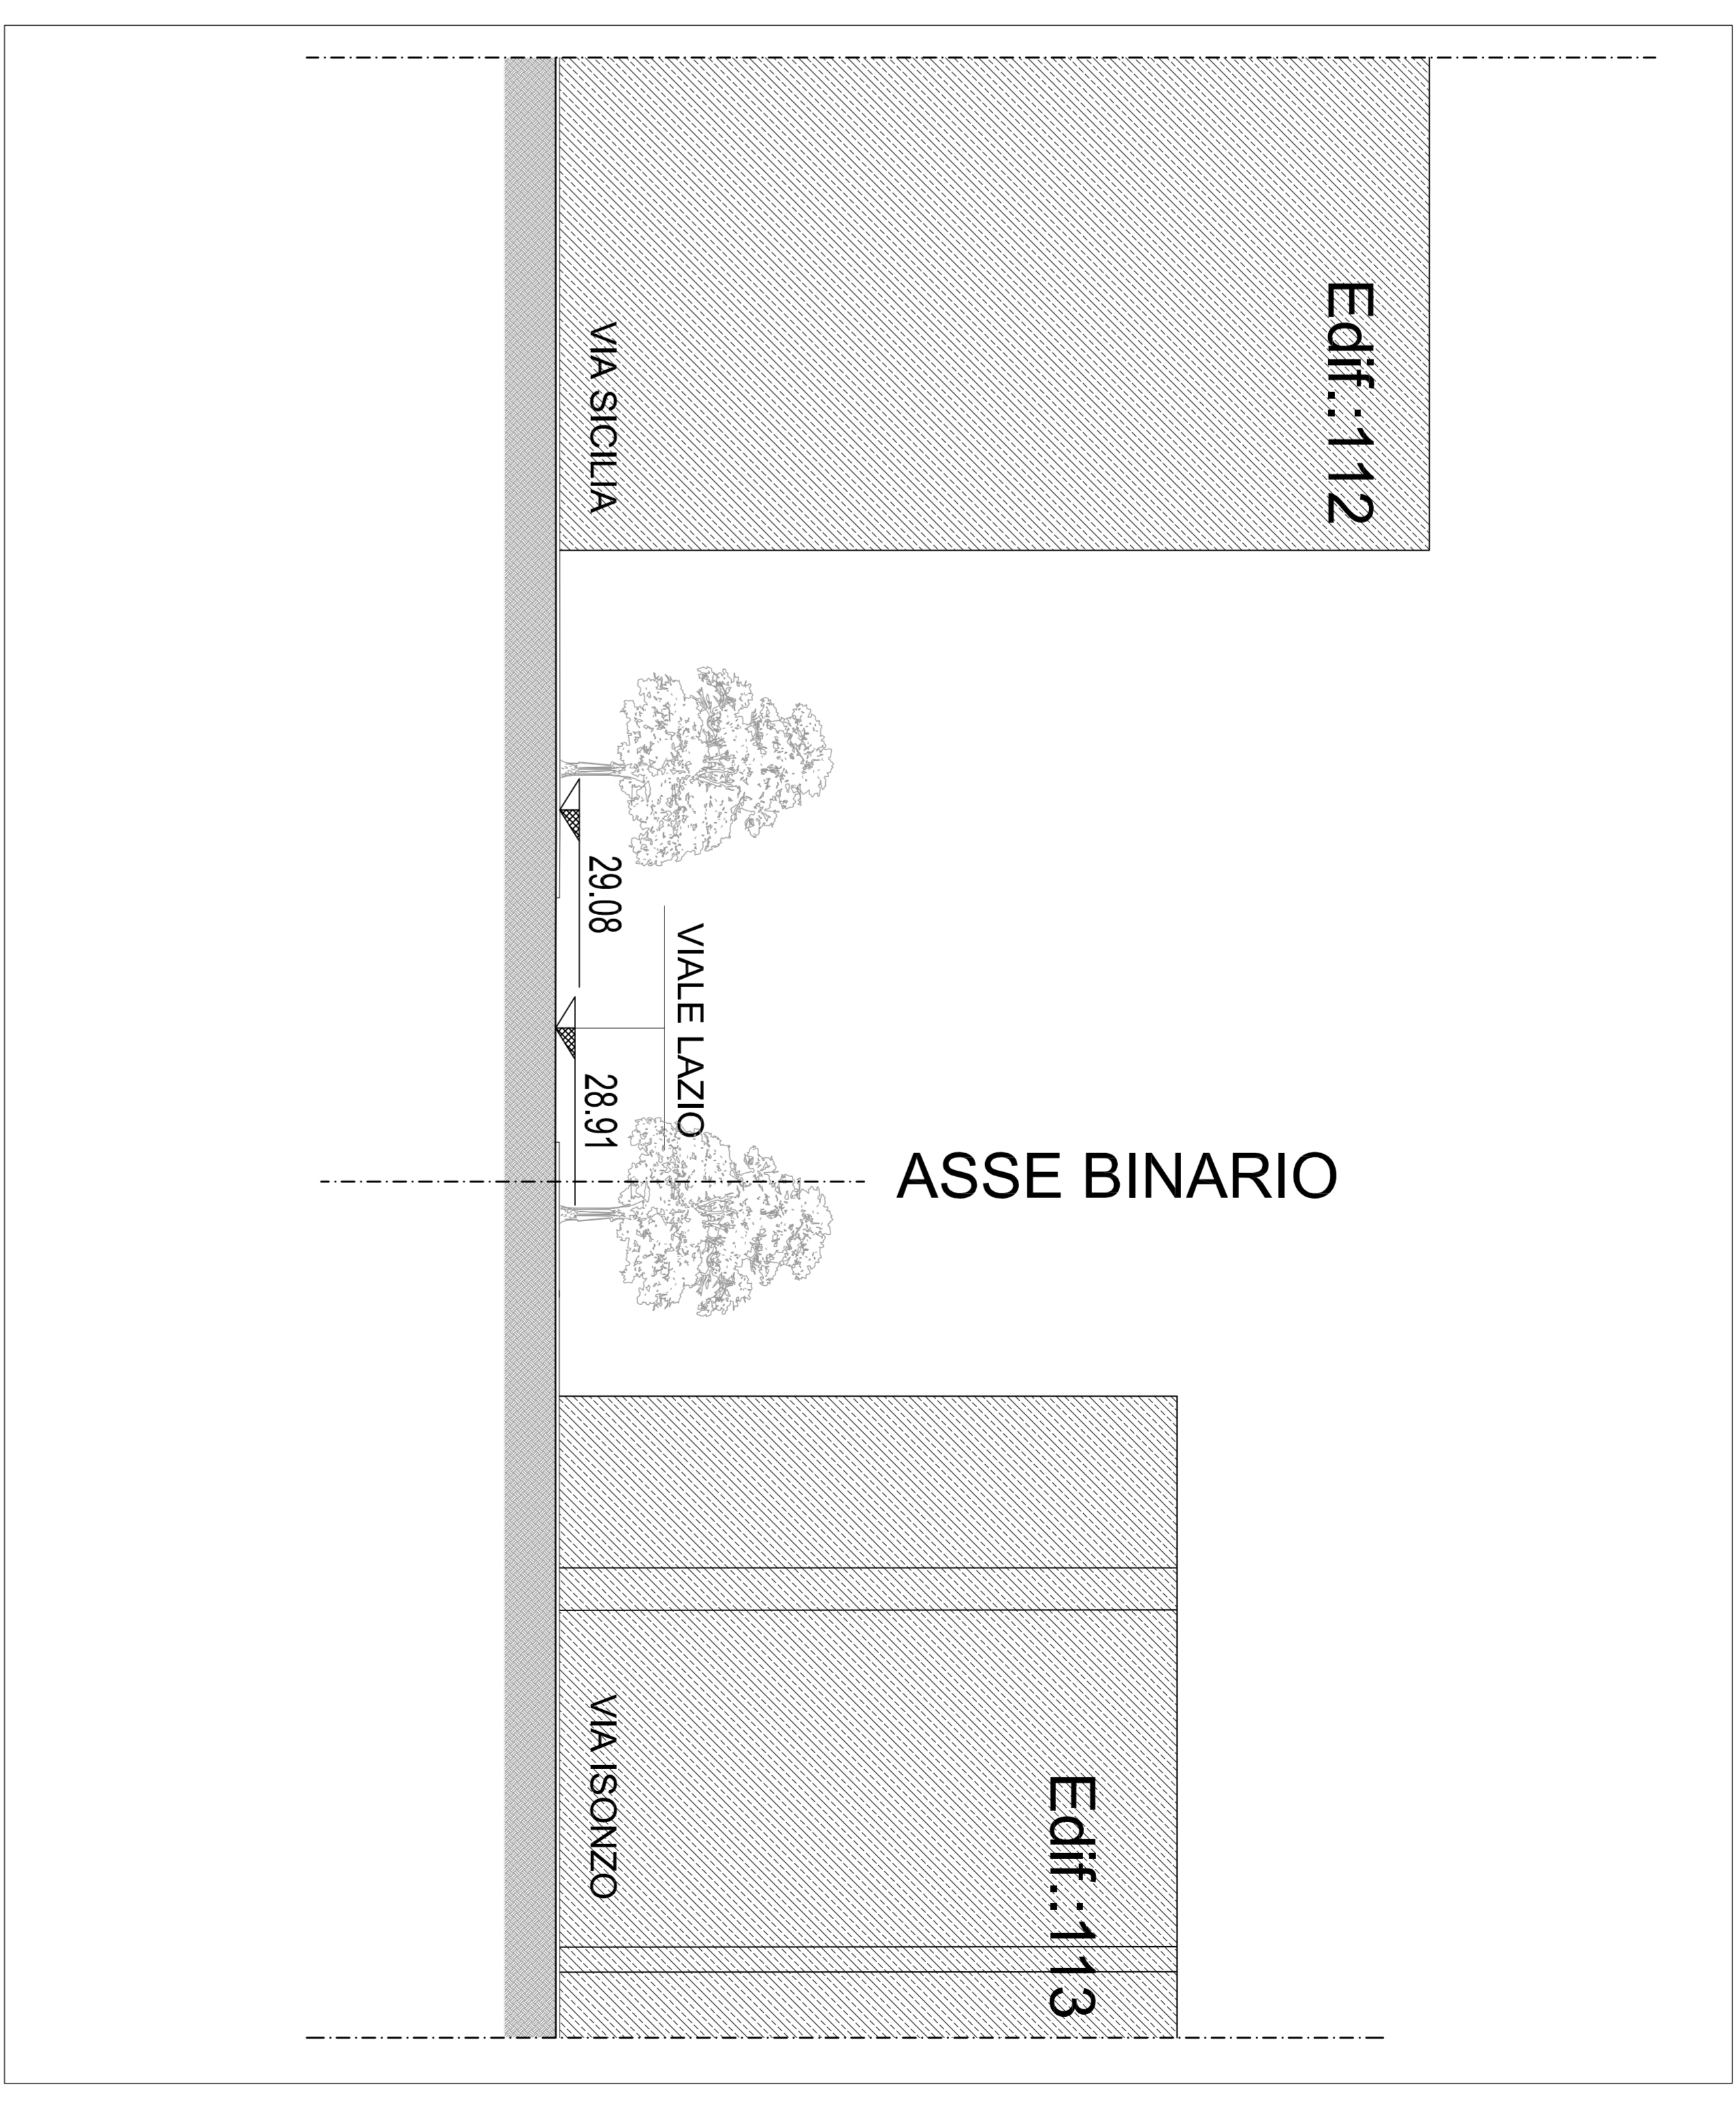 Edif.:112
VIA SICILIA
29.08
VIALE LAZIO
28.91
ASSE BINARIO
VIA ISONZO
Edif.:113